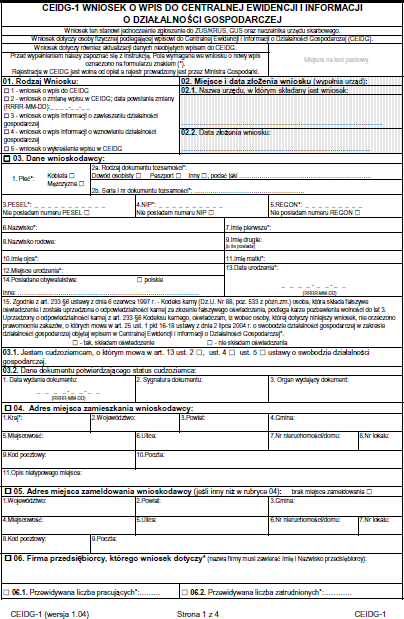 CEIDG-1 WNIOSEK O WPIS DO CENTRALNEJ EWIDENCJI I INFORMACJI
O DZIAŁALNOŚCI GOSPODARCZEJ
Wniosek ten stanowi jednocześnie zgłoszenie do ZUS/KRUS, GUS oraz naczelnika urzędu skarbowego.
Wniosek dotyczy osoby fizycznej podlegającej wpisowi do Centralnej Ewidencji i Informacji o Działalności Gospodarczej (CEIDG).
Wniosek dotyczy również aktualizacji danych nieobjętych wpisem do CEIDG.
Przed wypełnieniem należy zapoznać się z instrukcją. Pola wymagane we wniosku o nowy wpis
oznaczono na formularzu znakiem (*).
Rejestracja w CEIDG jest wolna od opłat a rejestr prowadzony jest przez Ministra Gospodarki.
Miejsce na kod paskowy
01. Rodzaj Wniosku:
□ 1 - wniosek o wpis do CEIDG
□ 2 - wniosek o zmianę wpisu w CEIDG; data powstania zmiany
(RRRR-MM-DD):_ _ _ _-_ _-_ _
□ 3 - wniosek o wpis informacji o zawieszeniu działalności
gospodarczej
□ 4 - wniosek o wpis informacji o wznowieniu działalności
gospodarczej
□ 5 - wniosek o wykreślenie wpisu w CEIDG
02. Miejsce i data złożenia wniosku (wypełnia urząd):
02.1. Nazwa urzędu, w którym składany jest wniosek:
02.2. Data złożenia wniosku:
□ 03. Dane wnioskodawcy:
1. Płeć*: Kobieta □
Mężczyzna □
2a. Rodzaj dokumentu tożsamości*:
Dowód osobisty □ Paszport □ Inny □, podać jaki
2b. Seria i nr dokumentu tożsamości*:
3.PESEL*: _ _ _ _ _ _ _ _ _ _ _
Nie posiadam numeru PESEL □
4.NIP*: _ _ _ _ _ _ _ _ _ _
Nie posiadam numeru NIP □
5.REGON*: _ _ _ _ _ _ _ _ _
Nie posiadam numeru REGON □
6.Nazwisko*:
7.Imię pierwsze*:
8.Nazwisko rodowe:
9.Imię drugie:
(o ile posiada)
10.Imię ojca*:
11.Imię matki*:
12.Miejsce urodzenia*:
13.Data urodzenia*:
_ _ _ _-_ _-_ _
(RRRR-MM-DD)
14.Posiadane obywatelstwa: □ polskie
Inne:
15. Zgodnie z art. 233 §6 ustawy z dnia 6 czerwca 1997 r. - Kodeks karny (Dz.U. Nr 88, poz. 553 z późn.zm.) osoba, która składa fałszywe
oświadczenie i została uprzedzona o odpowiedzialności karnej za złożenie fałszywego oświadczenia, podlega karze pozbawienia wolności do lat 3.
Uprzedzony o odpowiedzialności karnej z art. 233 §6 Kodeksu karnego, oświadczam, iż wobec osoby, której dotyczy niniejszy wniosek, nie orzeczono
prawomocnie zakazów, o których mowa w art. 25 ust. 1 pkt 16-18 ustawy z dnia 2 lipca 2004 r. o swobodzie działalności gospodarczej w zakresie
działalności gospodarczej objętej wpisem w Centralnej Ewidencji i Informacji o Działalności Gospodarczej*:
□ - tak, składam oświadczenie □ - nie składam oświadczenia
03.1. Jestem cudzoziemcem, o którym mowa w art. 13 ust. 2 □, ust. 4 □ ust. 5 □ ustawy o swobodzie działalności
gospodarczej.
03.2. Dane dokumentu potwierdzającego status cudzoziemca:
1. Data wydania dokumentu:
_ _ _ _-_ _-_ _
(RRRR-MM-DD)
2. Sygnatura dokumentu:
3. Organ wydający dokument:
□ 04. Adres miejsca zamieszkania wnioskodawcy:
1.Kraj*:
2.Województwo:
3.Powiat:
4.Gmina:
5.Miejscowość:
6.Ulica:
7.Nr nieruchomości/domu:
8.Nr lokalu:
9.Kod pocztowy:
10.Poczta:
11.Opis nietypowego miejsca:
□ 05. Adres miejsca zameldowania wnioskodawcy (jeśli inny niż w rubryce 04): brak miejsca zameldowania □
1.Województwo:
2.Powiat:
3.Gmina:
4.Miejscowość:
5.Ulica:
6.Nr nieruchomości/domu:
7.Nr lokalu:
8.Kod pocztowy:
9.Poczta:
□ 06. Firma przedsiębiorcy, którego wniosek dotyczy* (nazwa firmy musi zawierać Imię i Nazwisko przedsiębiorcy):
□ 06.1. Przewidywana liczba pracujących*:..........
□ 06.2. Przewidywana liczba zatrudnionych*:..........
CEIDG-1 (wersja 1.04)
Strona 1 z 4
CEIDG-1